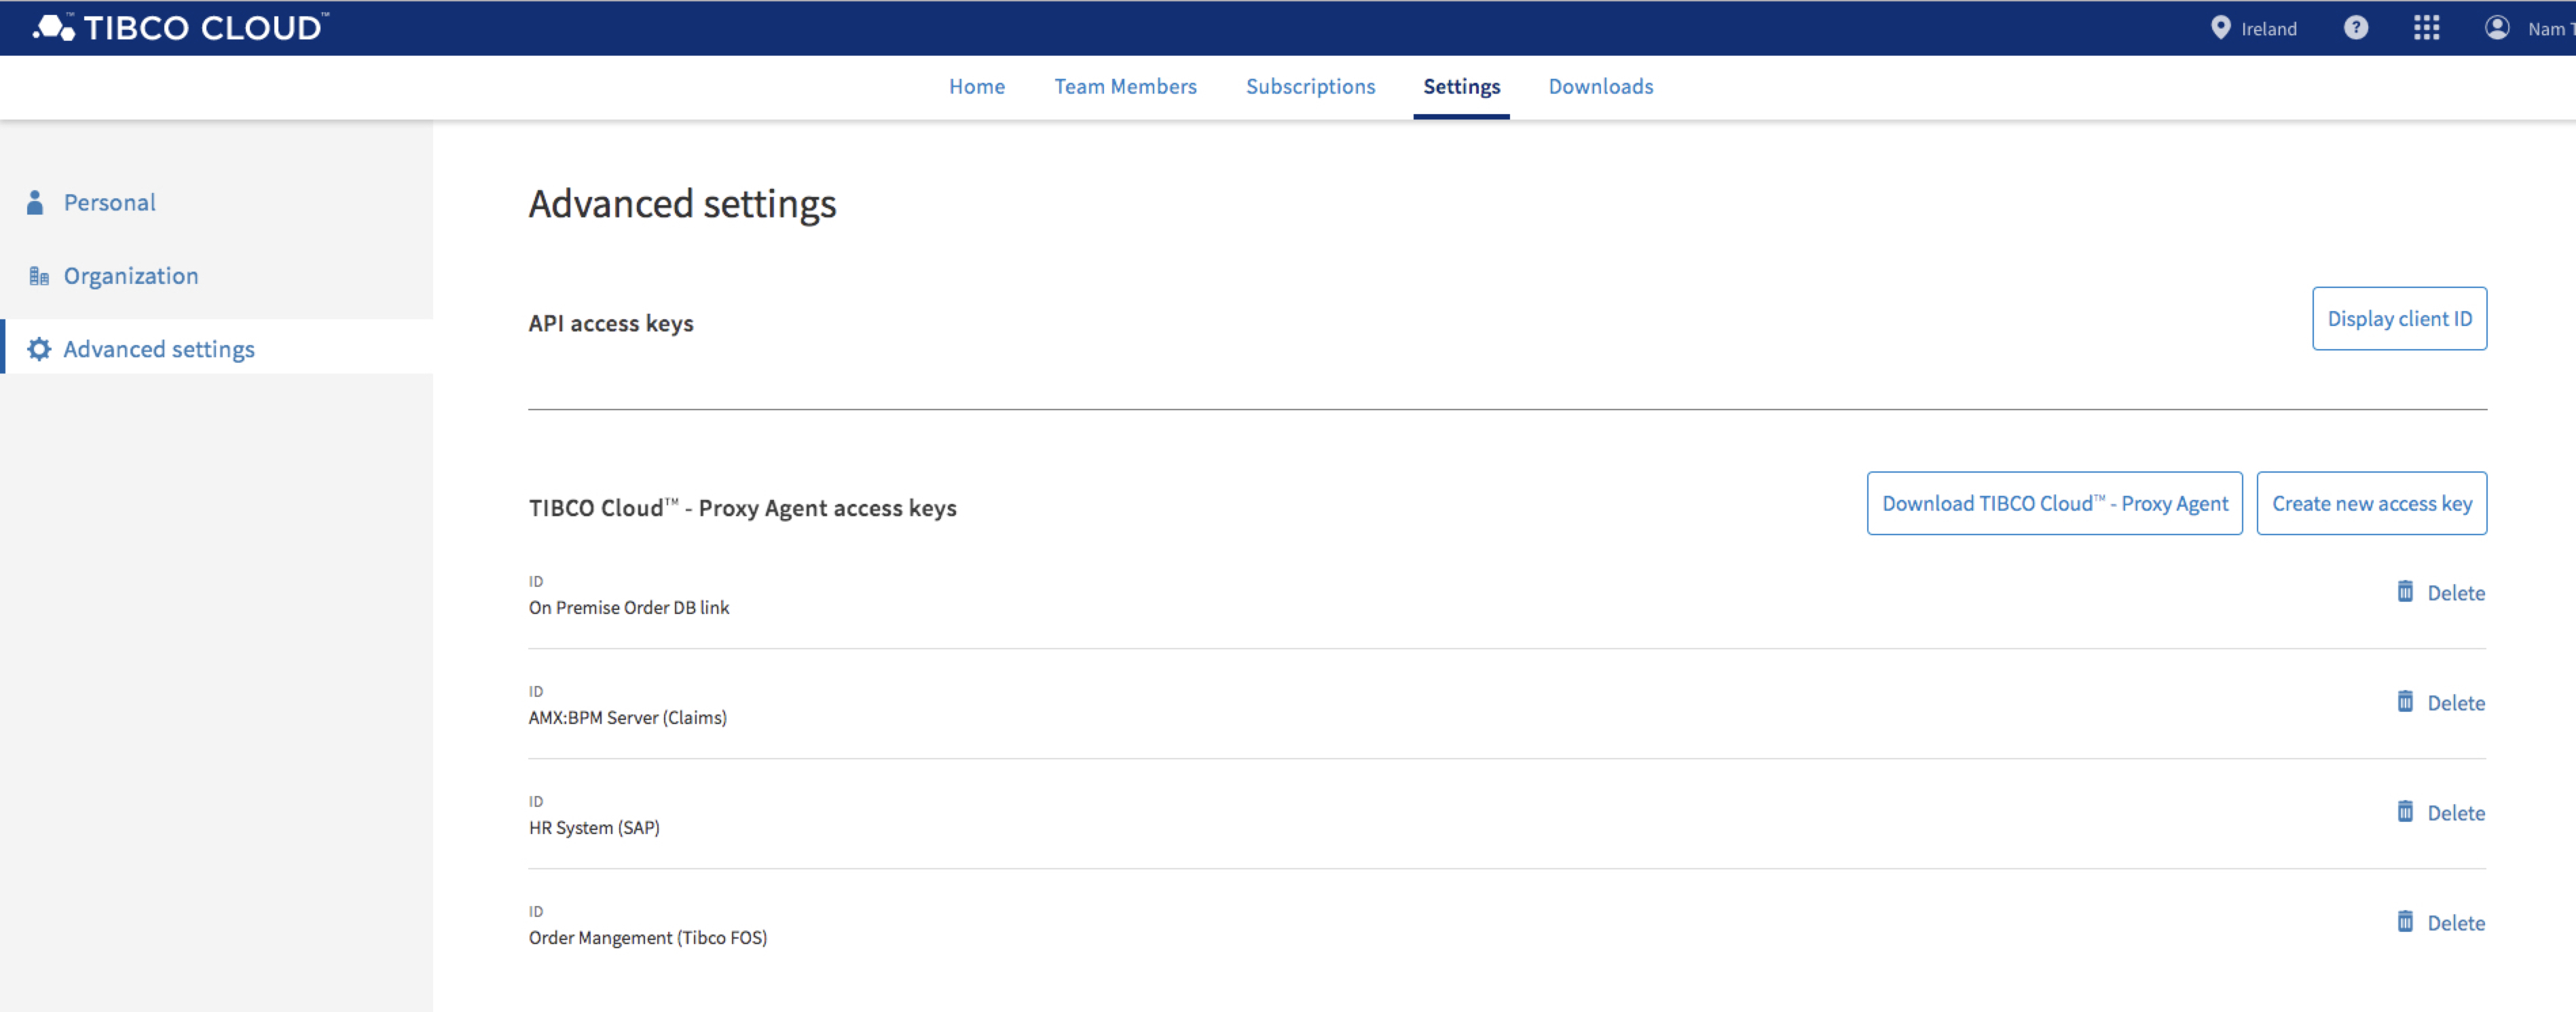 TIBCO CLOUD™
Ireland
?
Nam T
Home Team Members Subscriptions Settings Downloads
Personal
Organization
Advanced settings
Advanced settings
API access keys
Display client ID
TIBCO Cloud™ - Proxy Agent access keys
Download TIBCO Cloud™ - Proxy Agent
Create new access key
ID
On Premise Order DB link
Delete
ID
AMX:BPM Server (Claims)
Delete
ID
HR System (SAP)
Delete
ID
Order Mangement (Tibco FOS)
Delete